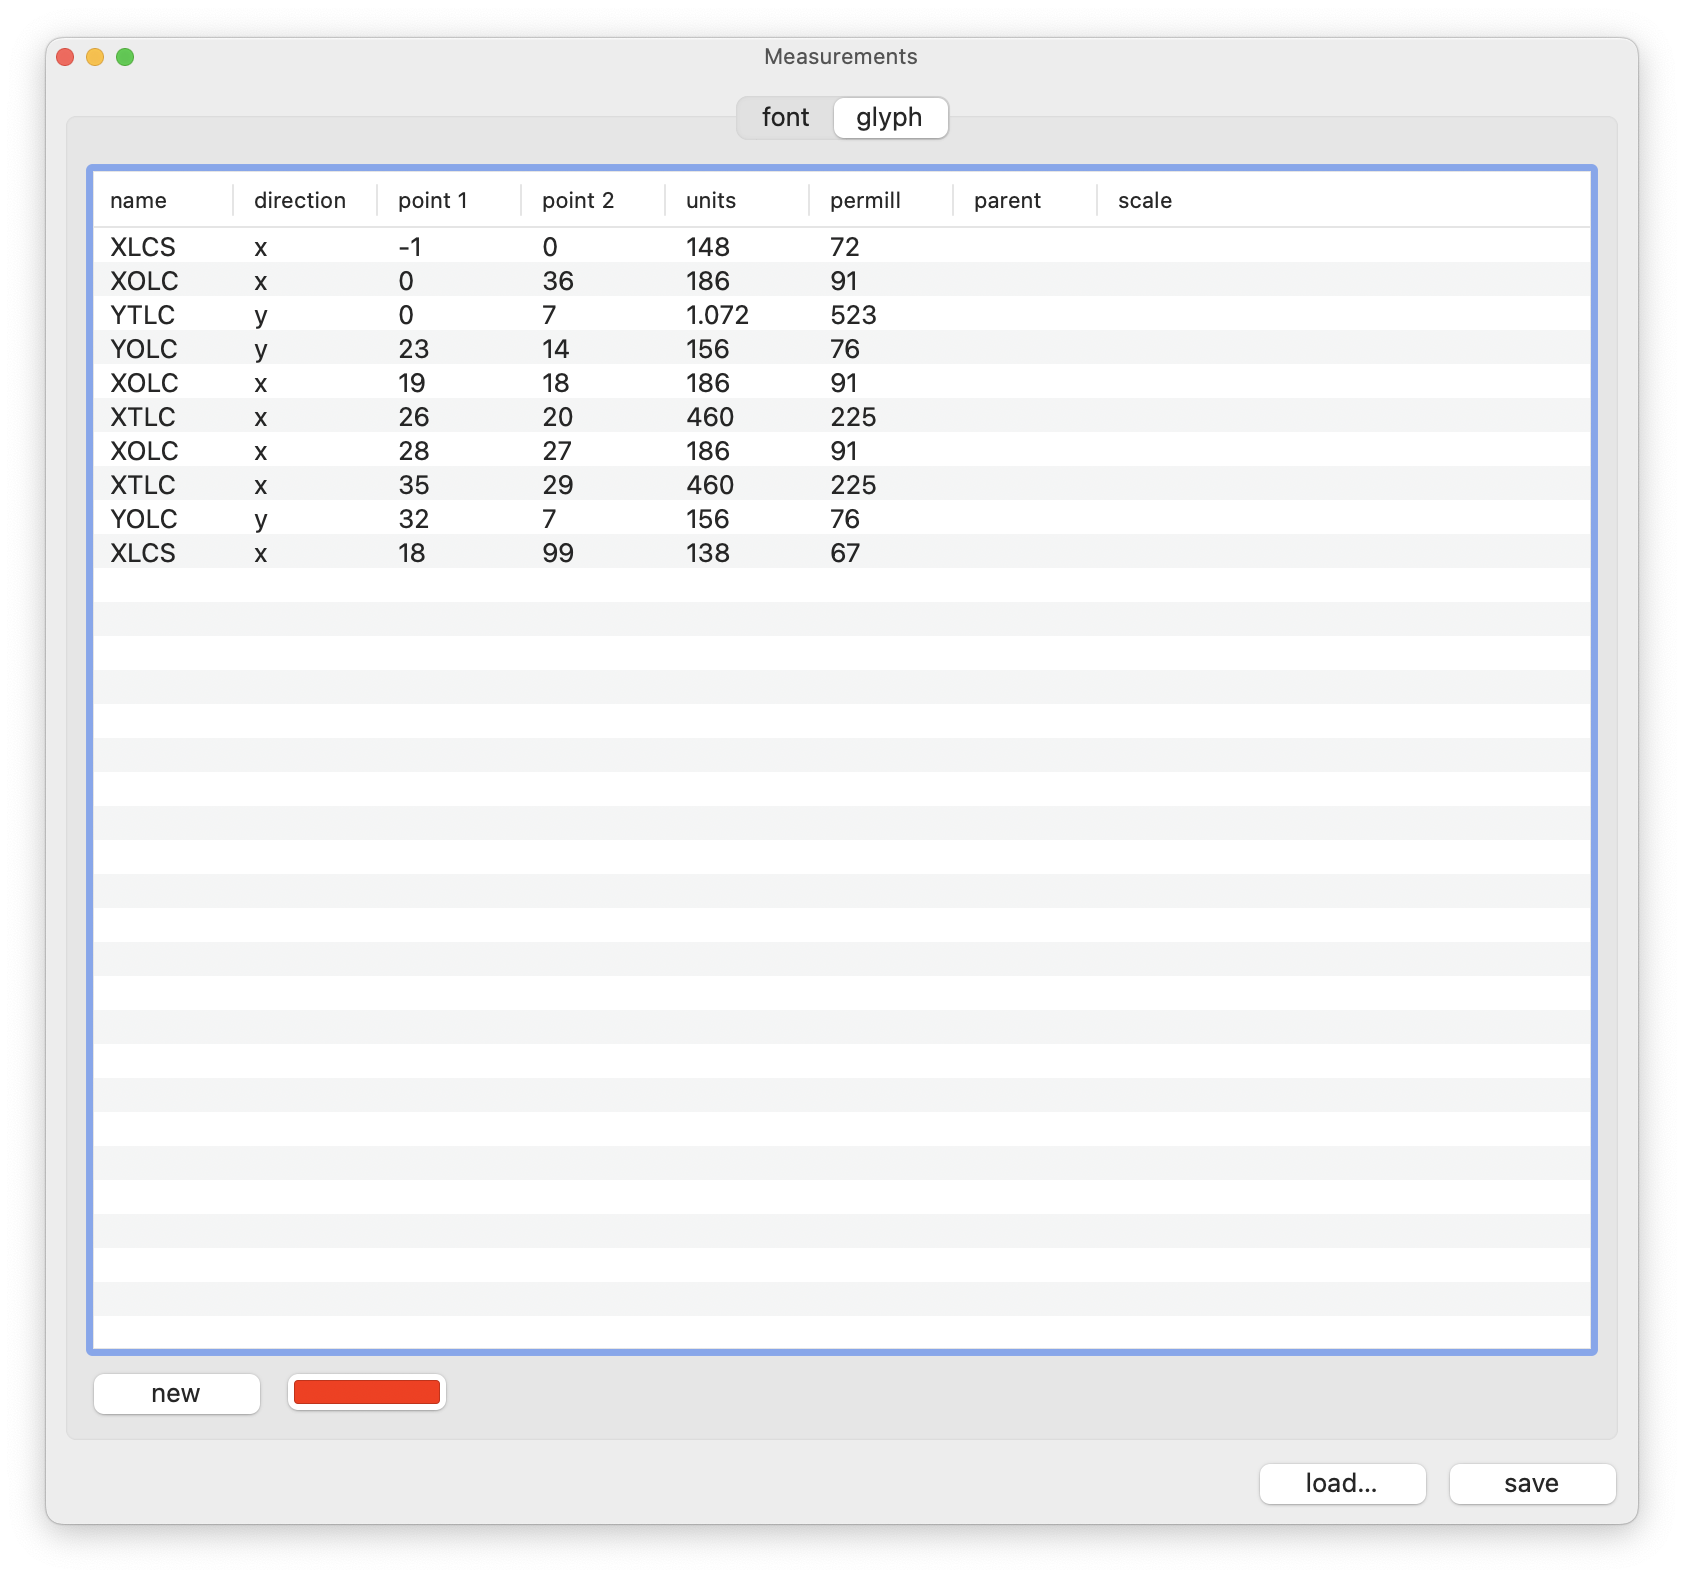 Measurements
font glyph
name direction point 1 point 2 units permill parent scale
XLCS x -1 0 148 72
XOLC x 0 36 186 91
YTLC y 0 7 1.072 523
YOLC y 23 14 156 76
XOLC x 19 18 186 91
XTLC x 26 20 460 225
XOLC x 28 27 186 91
XTLC x 35 29 460 225
YOLC y 32 7 156 76
XLCS x 18 99 138 67
new
load... save